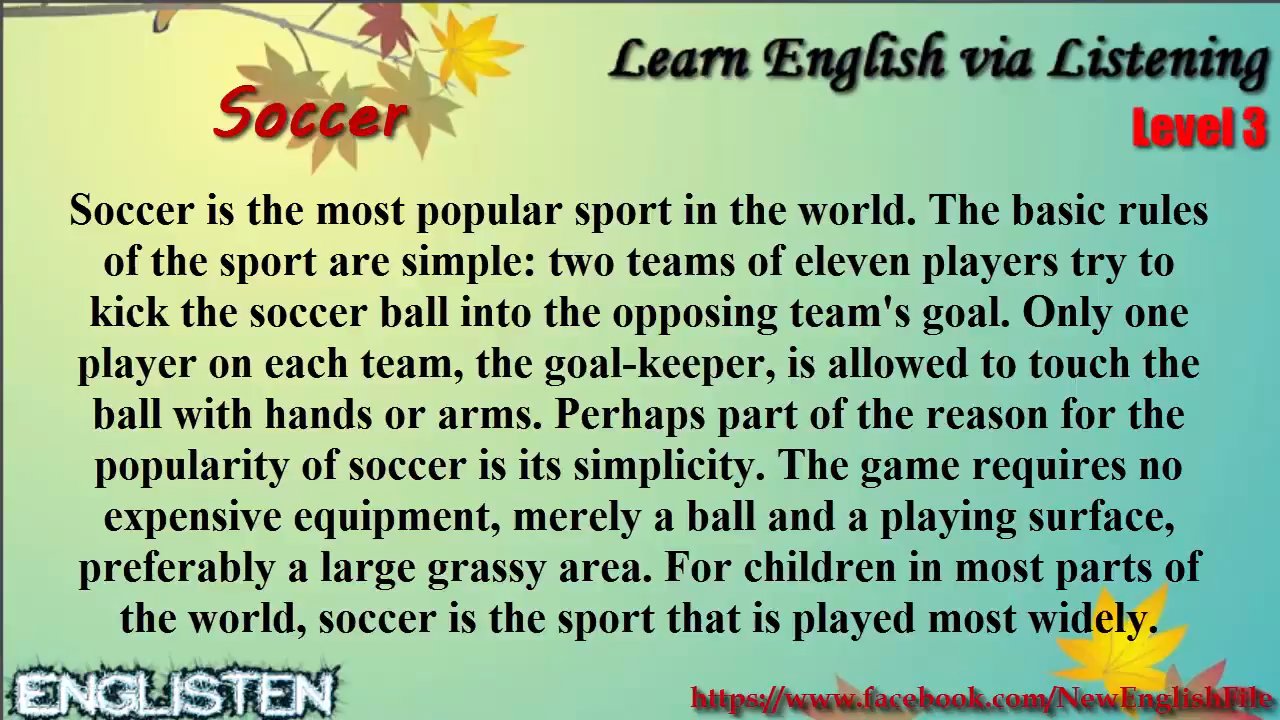 Learn English via Listening
Soccer
Level 3
Soccer is the most popular sport in the world. The basic rules
of the sport are simple: two teams of eleven players try to
kick the soccer ball into the opposing team's goal. Only one
player on each team, the goal-keeper, is allowed to touch the
ball with hands or arms. Perhaps part of the reason for the
popularity of soccer is its simplicity. The game requires no
expensive equipment, merely a ball and a playing surface,
preferably a large grassy area. For children in most parts of
the world, soccer is the sport that is played most widely.
ENGLISTEN
https://www.facebook.com/NewEnglishFile